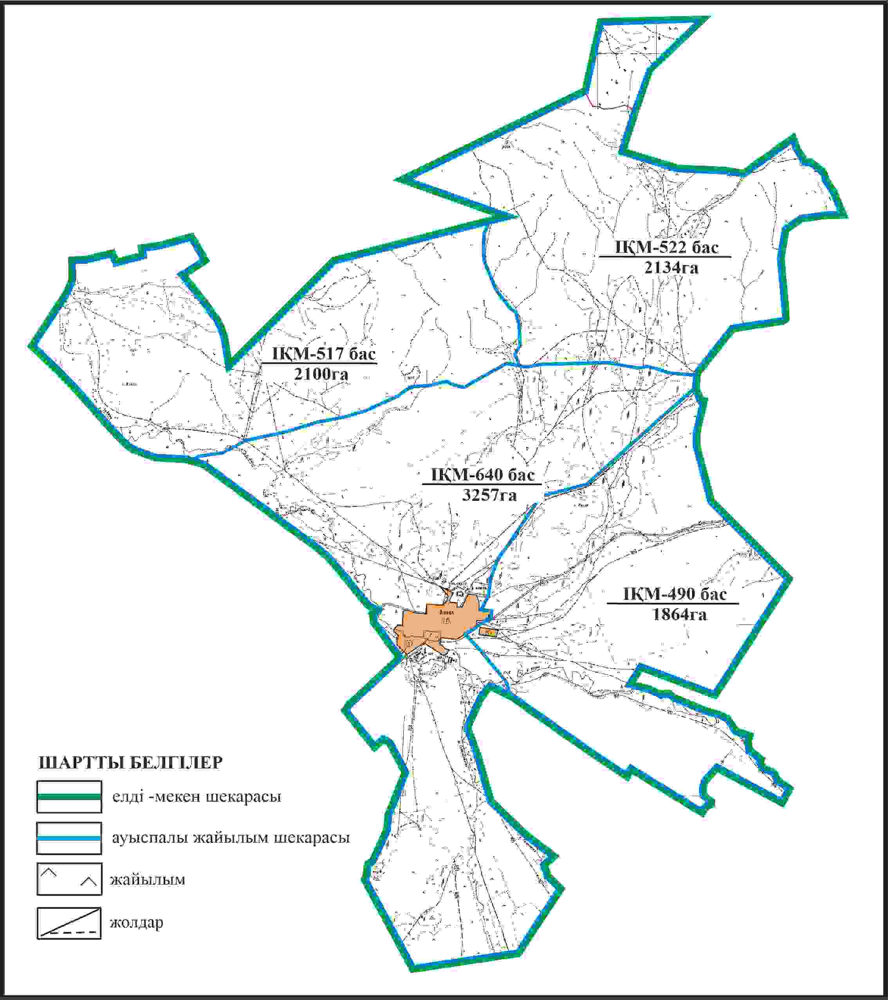 ІҚМ-522 бас
2134га
ІҚМ-517 бас
2100га
ІҚМ-640 бас
3257га
ІҚМ-490 бас
1864га
ШАРТТЫ БЕЛГІЛЕР
елді -мекен шекарасы
ауыспалы жайылым шекарасы
жайылым
жолдар